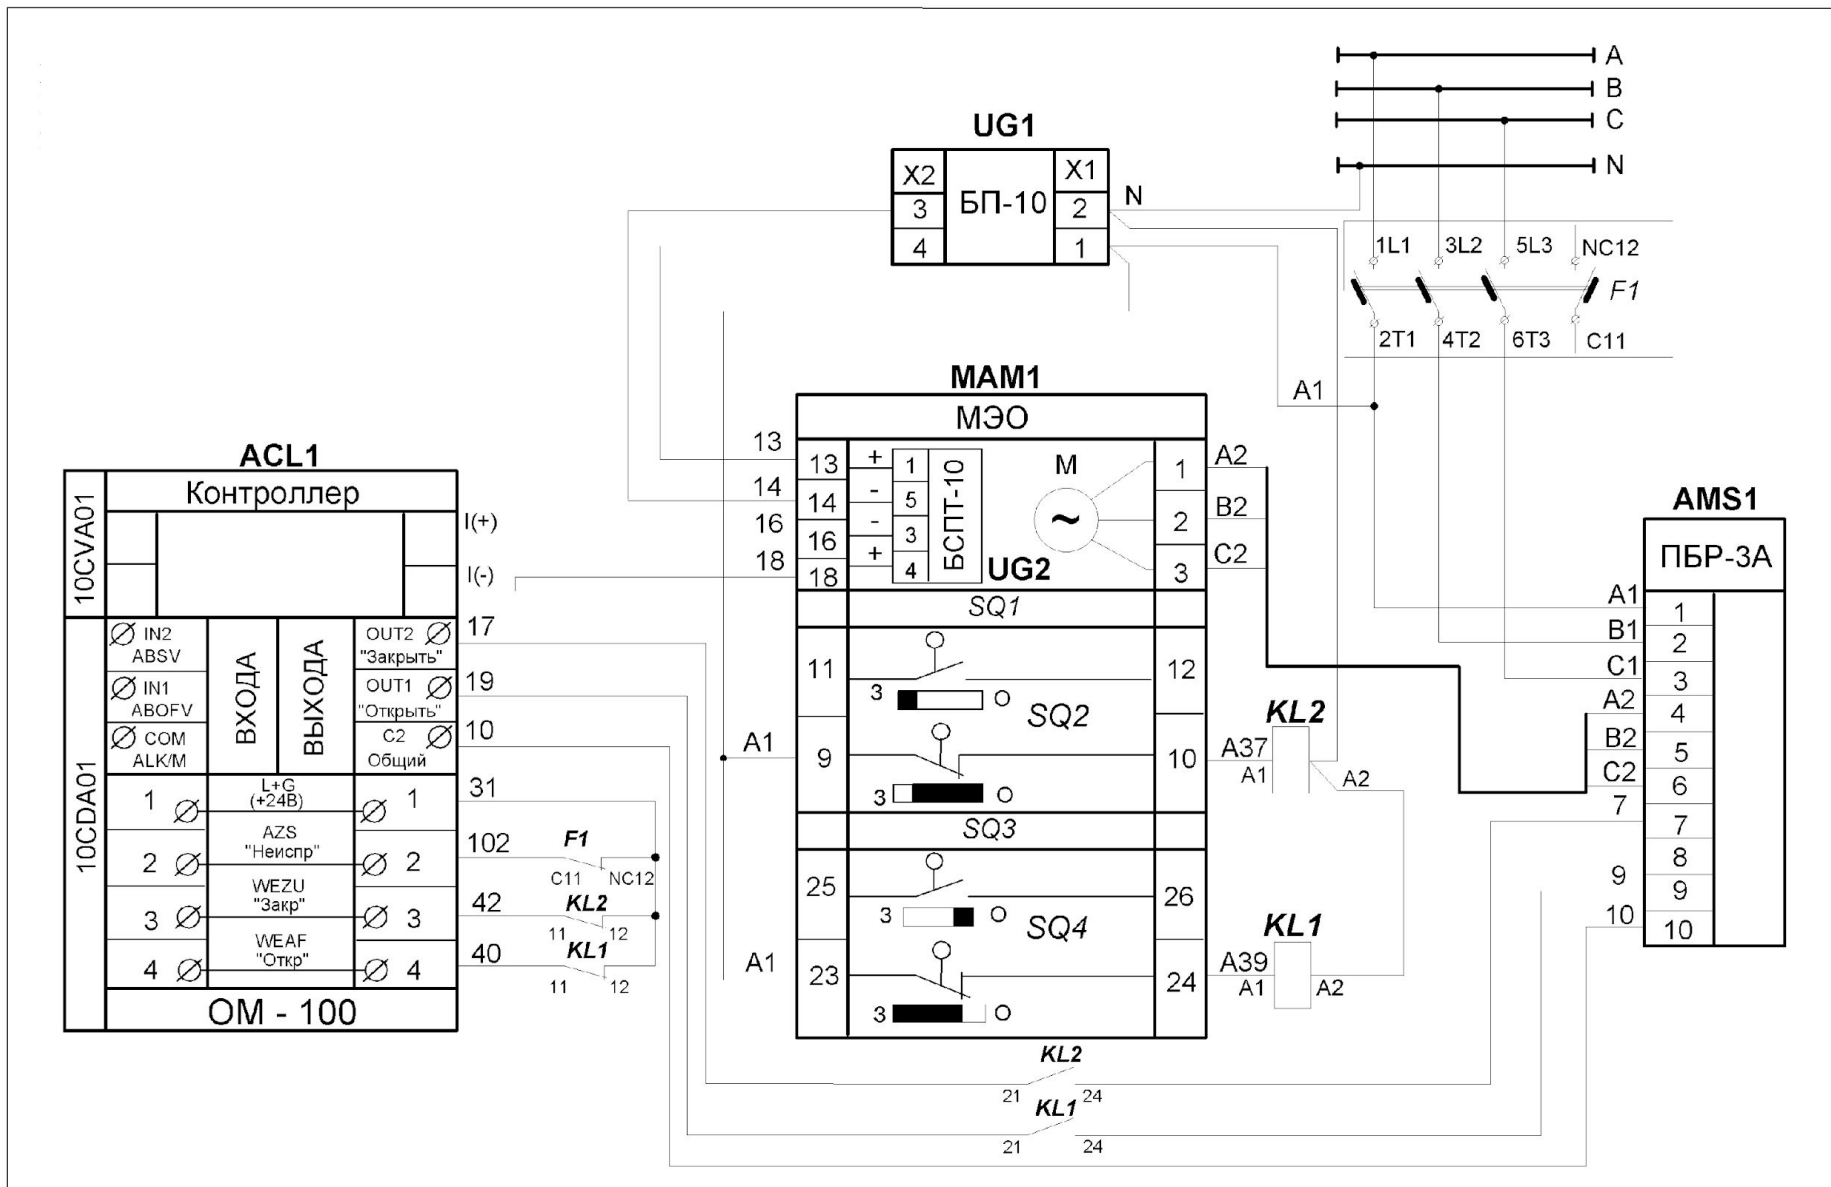 A
B
C
N
UG1
X2
БП-10
X1
3
2
4
1
N
1L1
3L2
5L3
NC12
F1
2T1
4T2
6T3
C11
A1
MAM1
МЭО
13
14
16
18
13
14
16
18
+
-
-
+
1
5
3
4
БСПТ-10
UG2
M
~
1
2
3
A2
B2
C2
SQ1
11
12
3
O
SQ2
A1
9
10
3
O
SQ3
25
26
3
O
SQ4
A1
23
24
3
O
KL2
A37
A1
A2
KL1
A39
A1
A2
AMS1
ПБР-3А
A1
B1
C1
A2
B2
C2
7
9
10
1
2
3
4
5
6
7
8
9
10
ACL1
10CVA01
Контроллер
I(+)
I(-)
10CDA01
IN2
ABSV
IN1
ABOFV
COM
ALK/M
ВХОДА
ВЫХОДА
OUT2
"Закрыть"
OUT1
"Открыть"
C2
Общий
17
19
10
1
L+G
(+24В)
1
31
2
AZS
"Неиспр"
2
102
3
WEZU
"Закр"
3
42
4
WEAF
"Откр"
4
40
ОМ - 100
F1
C11
NC12
KL2
11
12
KL1
11
12
KL2
21
24
KL1
21
24